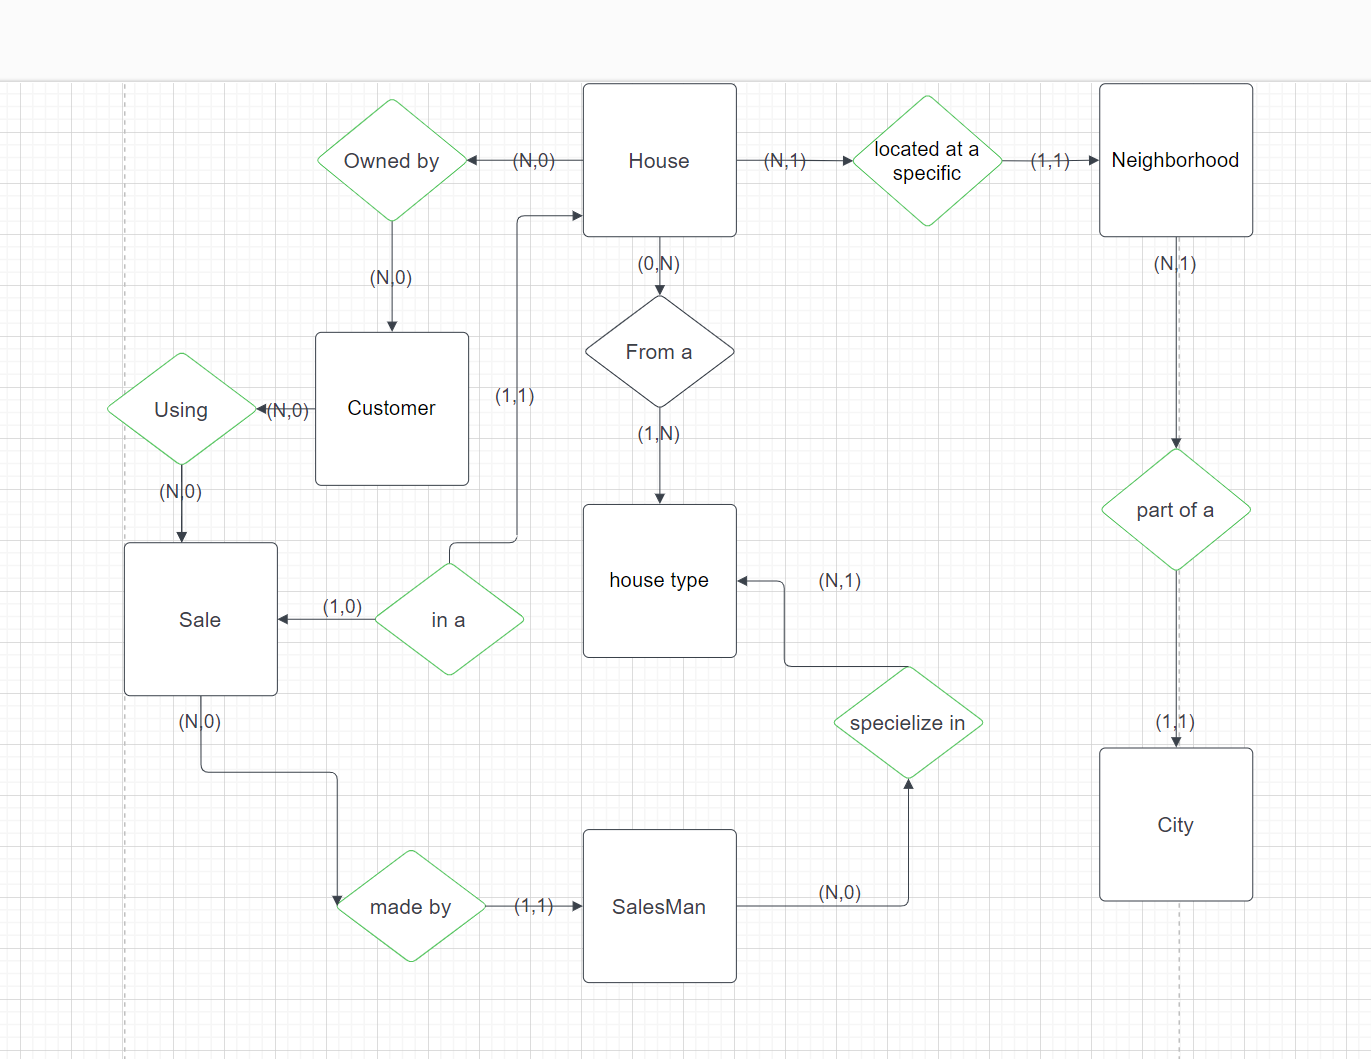 Owned by
(N,0)
House
(N,1)
located at a
specific
(1,1)
Neighborhood
(N,0)
(0,N)
(N,1)
From a
Using
(N,0)
Customer
(1,1)
(1,N)
(N,0)
part of a
house type
(N,1)
Sale
(1,0)
in a
(N,0)
specielize in
(1,1)
City
made by
(1,1)
SalesMan
(N,0)